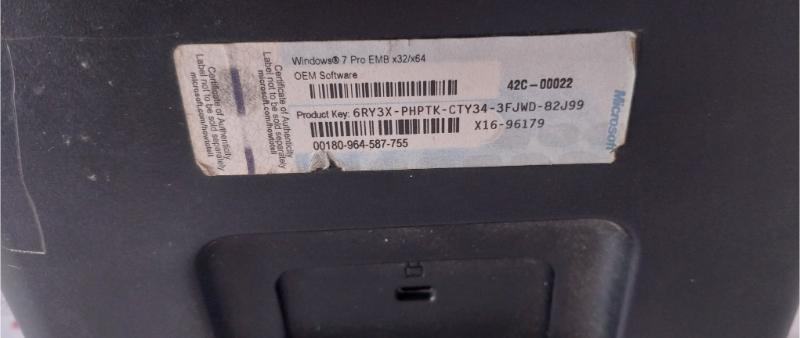 Windows® 7 Pro EMB x32/x64
OEM Software
42C-00022
Product Key: 6RY3X-PHPTK-CTY34-3FJWD-82J99
X16-96179
00180-964-587-755
Certificate of Authenticity
Label not to be sold separately
microsoft.com/howtotell
Certificate of Authenticity
Label not to be sold separately
microsoft.com/howtotell
Microsoft